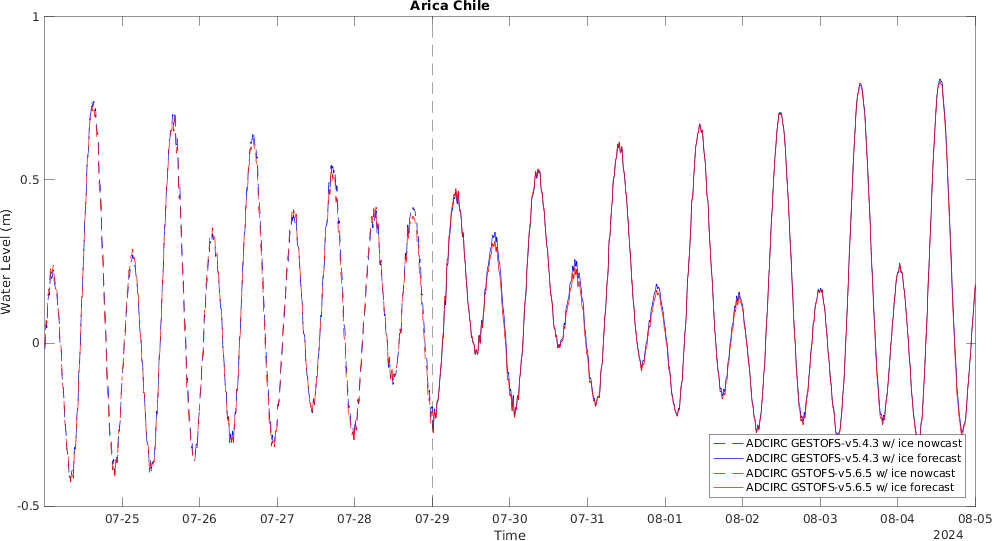 Arica Chile
1
0.5
0
-0.5
Water Level (m)
07-25 07-26 07-27 07-28 07-29 07-30 07-31 08-01 08-02 08-03 08-04 08-05
Time
2024
ADCIRC GESTOFS-v5.4.3 w/ ice nowcast
ADCIRC GESTOFS-v5.4.3 w/ ice forecast
ADCIRC GSTOFS-v5.6.5 w/ ice nowcast
ADCIRC GSTOFS-v5.6.5 w/ ice forecast